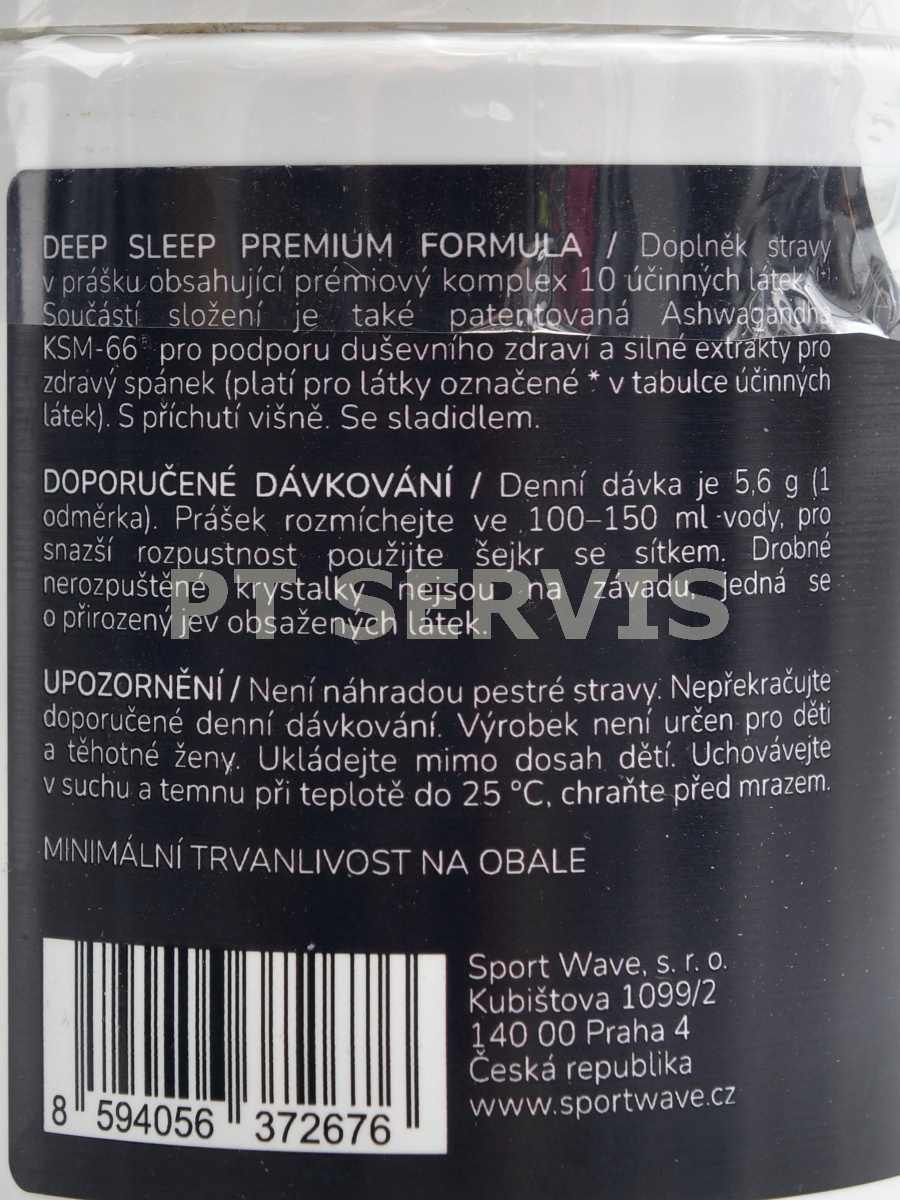 DEEP SLEEP PREMIUM FORMULA / Doplněk stravy
v prášku obsahující prémiový komplex 10 účinných látek.
Součástí složení je také patentovaná Ashwagandha
KSM-66® pro podporu duševního zdraví a silné extrakty pro
zdravý spánek (platí pro látky označené * v tabulce účinných
látek). S příchutí višně. Se sladidlem.
DOPORUČENÉ DÁVKOVÁNÍ / Denní dávka je 5,6 g (1
odměrka). Prášek rozmíchejte ve 100–150 ml vody, pro
snazší rozpustnost použijte šejkr se sítkem. Drobné
nerozpuštěné krystalky nejsou na závadu, jedná se
o přirozený jev obsažených látek.
PT SERVIS
UPOZORNĚNÍ / Není náhradou pestré stravy. Nepřekračujte
doporučené denní dávkování. Výrobek není určen pro děti
a těhotné ženy. Ukládejte mimo dosah dětí. Uchovávejte
v suchu a temnu při teplotě do 25 °C, chraňte před mrazem.
MINIMÁLNÍ TRVANLIVOST NA OBALE
8 594056 372676
Sport Wave, s. r. o.
Kubištova 1099/2
140 00 Praha 4
Česká republika
www.sportwave.cz